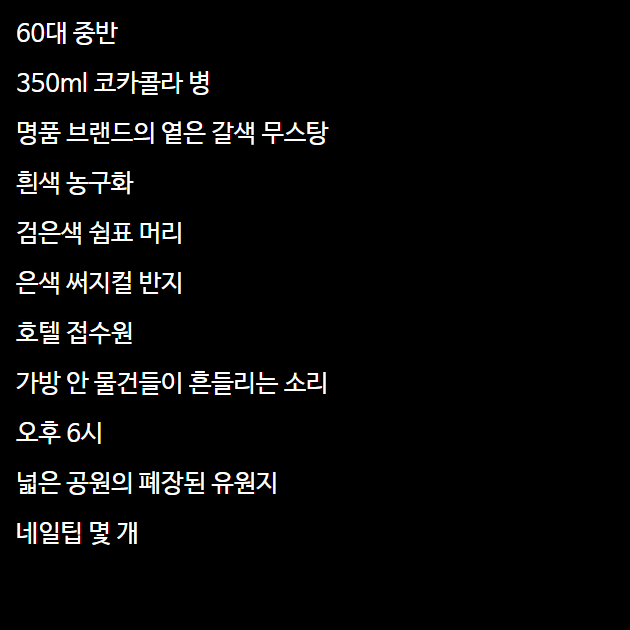 60대 중반
350ml 코카콜라 병
명품 브랜드의 옅은 갈색 무스탕
흰색 농구화
검은색 쉼표 머리
은색 써지컬 반지
호텔 접수원
가방 안 물건들이 흔들리는 소리
오후 6시
넓은 공원의 폐장된 유원지
네일팁 몇 개